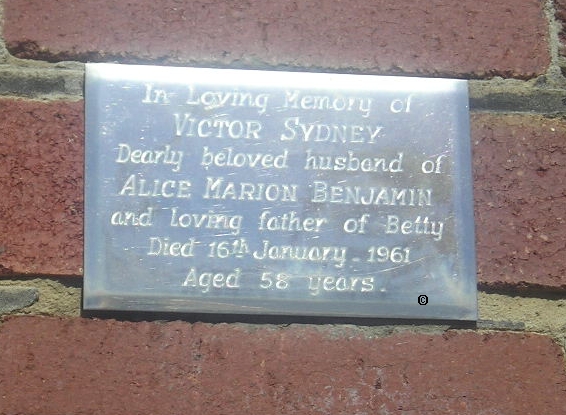 In Loving Memory of
VICTOR SYDNEY
Dearly beloved husband of
ALICE MARION BENJAMIN
and loving father of Betty
Died 16th January. 1961
Aged 58 years.
©